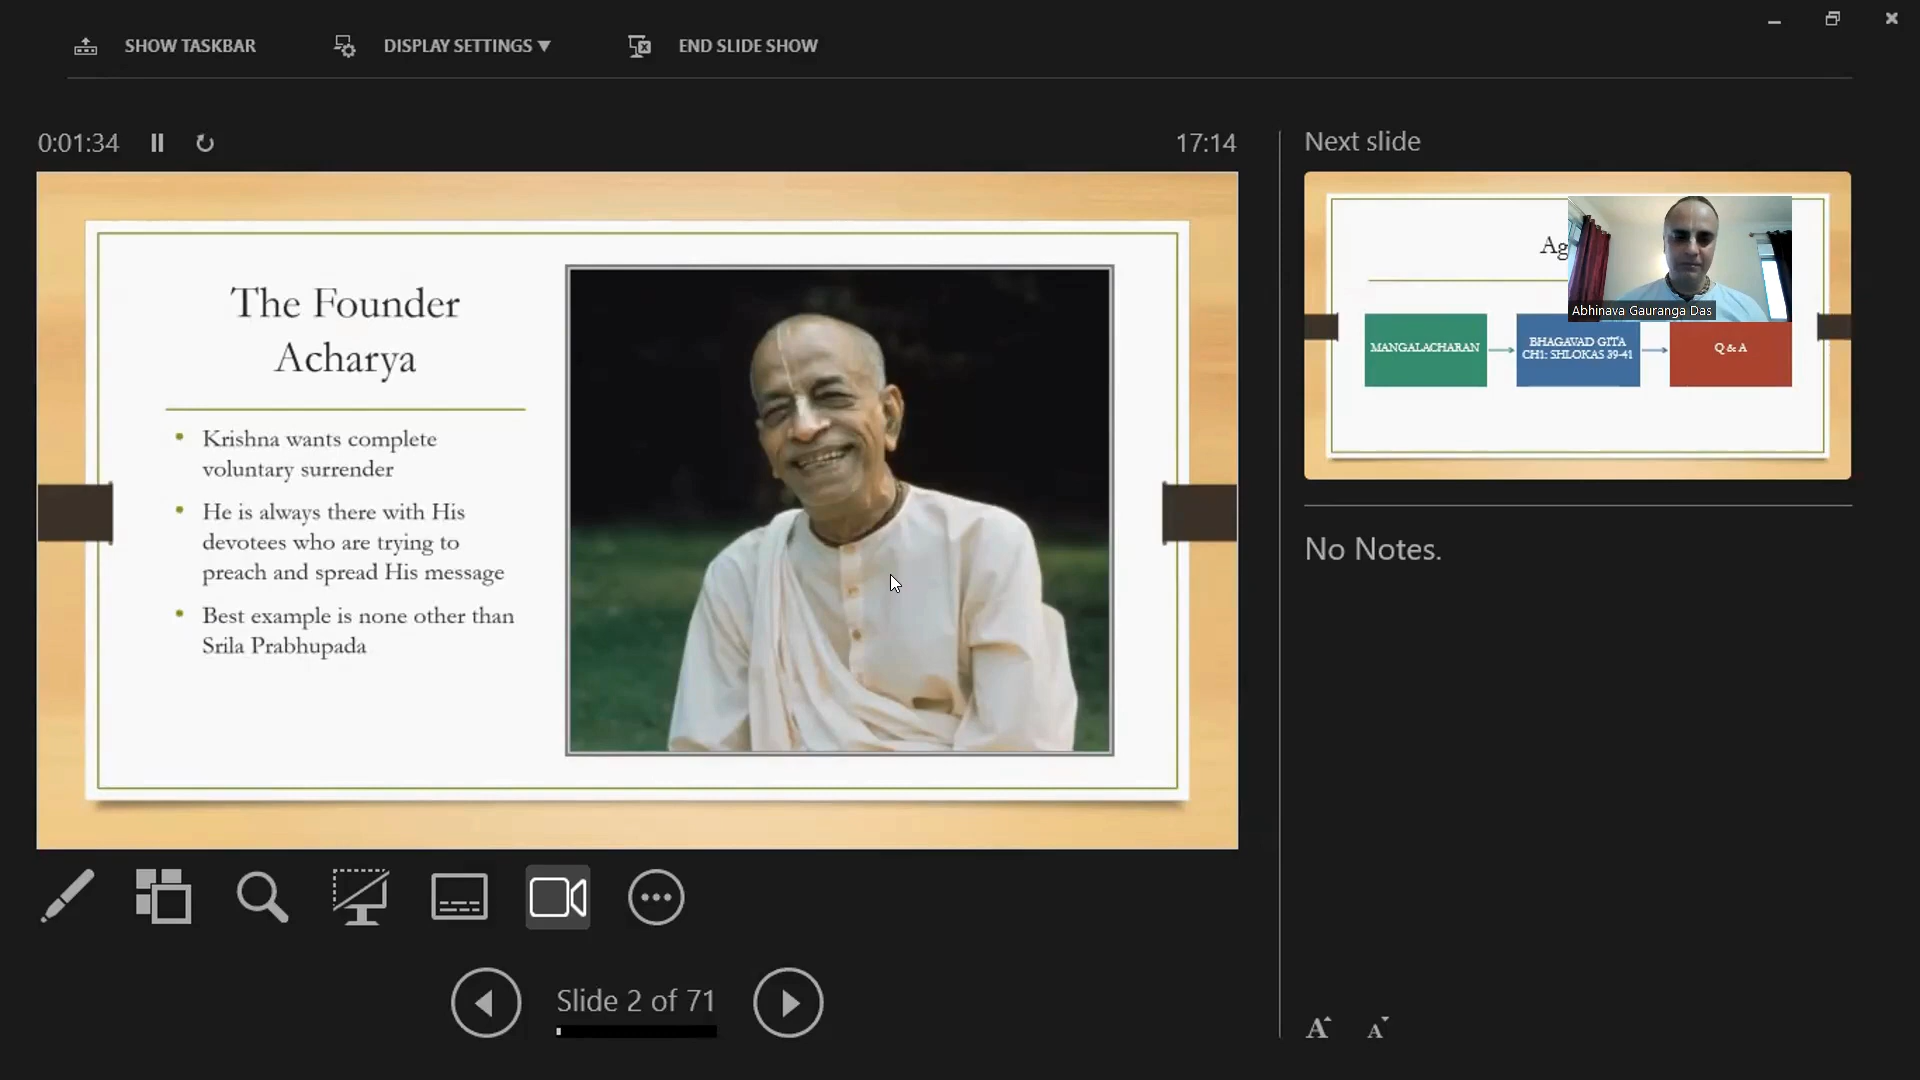 SHOW TASKBAR
DISPLAY SETTINGS ▼
END SLIDE SHOW
0:01:34
17:14
Next slide
The Founder
Acharya
• Krishna wants complete
voluntary surrender
• He is always there with His
devotees who are trying to
preach and spread His message
• Best example is none other than
Srila Prabhupada
Ag
Abhinava Gauranga Das
MANGALACHARAN
BHAGAVAD GITA
CH1: SHLOKAS 39-41
Q & A
No Notes.
Slide 2 of 71
A
A